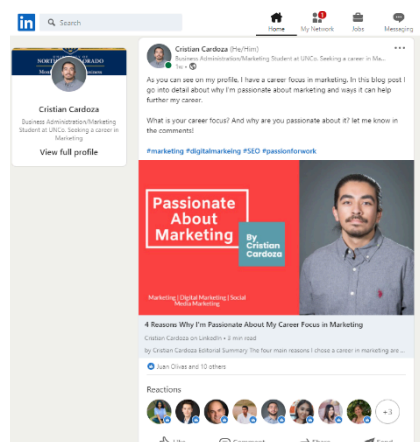 in
Search
Home
My Network
Jobs
Messaging
Cristian Cardoza
Business Administration/Marketing
Student at UNCo. Seeking a career in
Marketing
View full profile
Cristian Cardoza (He/Him)
Business Administration/Marketing Student at UNCo. Seeking a career in Ma...
As you can see on my profile, I have a career focus in marketing. In this blog post I
go into detail about why I'm passionate about marketing and ways it can help
further my career.
What is your career focus? And why are you passionate about it? let me know in
the comments!
#marketing #digitalmarkeing #SEO #passionforwork
Passionate
About
Marketing
By
Cristian
Cardoza
Marketing | Digital Marketing | Social
Media Marketing
4 Reasons Why I'm Passionate About My Career Focus in Marketing
Cristian Cardoza on LinkedIn • 3 min read
by Cristian Cardoza Editorial Summary The four main reasons I chose a career in marketing are ...
Juan Olivas and 10 others
Reactions
+3
Like
Comment
Share
Send